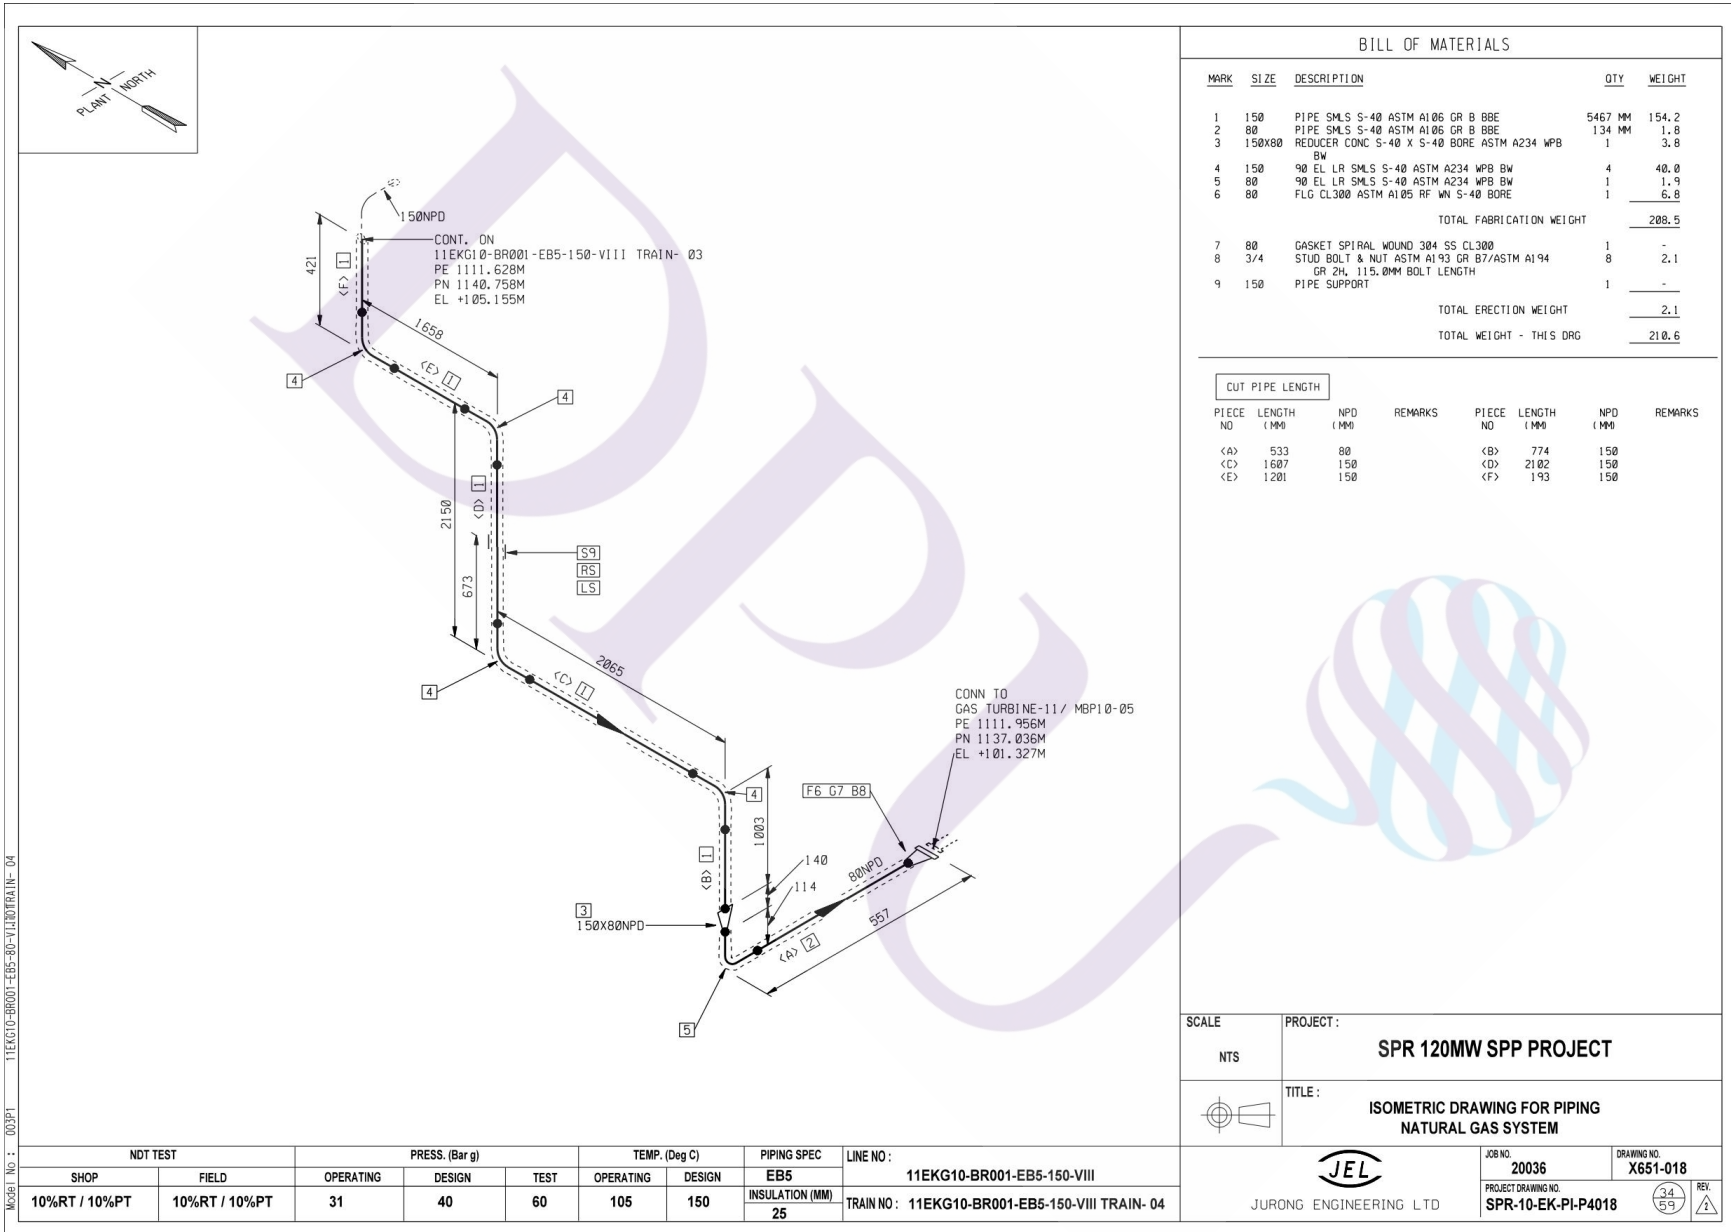 N
PLANT NORTH
150NPD
CONT. ON
11EKG10-BR001-EB5-150-VIII TRAIN- 03
PE 1111.628M
PN 1140.758M
EL +105.155M
421
<F> 1
1658
4
<E> 1
4
2150
<D> 1
673
S9
RS
LS
2065
4
<C> 1
CONN TO
GAS TURBINE-11/ MBP10-05
PE 1111.956M
PN 1137.036M
EL +101.327M
4
F6 G7 B8
1003
<B> 1
140
114
80NPD
3
150X80NPD
557
<A> 2
5
BILL OF MATERIALS
MARK SIZE DESCRIPTION QTY WEIGHT
1 150 PIPE SMLS S-40 ASTM A106 GR B BBE 5467 MM 154.2
2 80 PIPE SMLS S-40 ASTM A106 GR B BBE 134 MM 1.8
3 150X80 REDUCER CONC S-40 X S-40 BORE ASTM A234 WPB 1 3.8
BW
4 150 90 EL LR SMLS S-40 ASTM A234 WPB BW 4 40.0
5 80 90 EL LR SMLS S-40 ASTM A234 WPB BW 1 1.9
6 80 FLG CL300 ASTM A105 RF WN S-40 BORE 1 6.8
TOTAL FABRICATION WEIGHT 208.5
7 80 GASKET SPIRAL WOUND 304 SS CL300 1 -
8 3/4 STUD BOLT & NUT ASTM A193 GR B7/ASTM A194 8 2.1
GR 2H, 115.0MM BOLT LENGTH
9 150 PIPE SUPPORT 1 -
TOTAL ERECTION WEIGHT 2.1
TOTAL WEIGHT - THIS DRG 210.6
CUT PIPE LENGTH
PIECE LENGTH NPD REMARKS PIECE LENGTH NPD REMARKS
NO (MM) (MM) NO (MM) (MM)
<A> 533 80 <B> 774 150
<C> 1607 150 <D> 2102 150
<E> 1201 150 <F> 193 150
SCALE
NTS
PROJECT :
SPR 120MW SPP PROJECT
TITLE :
ISOMETRIC DRAWING FOR PIPING
NATURAL GAS SYSTEM
JEL
JURONG ENGINEERING LTD
JOB NO.
20036
DRAWING NO.
X651-018
PROJECT DRAWING NO.
SPR-10-EK-PI-P4018
34
59
REV.
2
NDT TEST PRESS. (Bar g) TEMP. (Deg C) PIPING SPEC
SHOP FIELD OPERATING DESIGN TEST OPERATING DESIGN EB5
10%RT / 10%PT 10%RT / 10%PT 31 40 60 105 150
INSULATION (MM)
25
LINE NO :
11EKG10-BR001-EB5-150-VIII
TRAIN NO : 11EKG10-BR001-EB5-150-VIII TRAIN- 04
Model No : 003P1
DPU